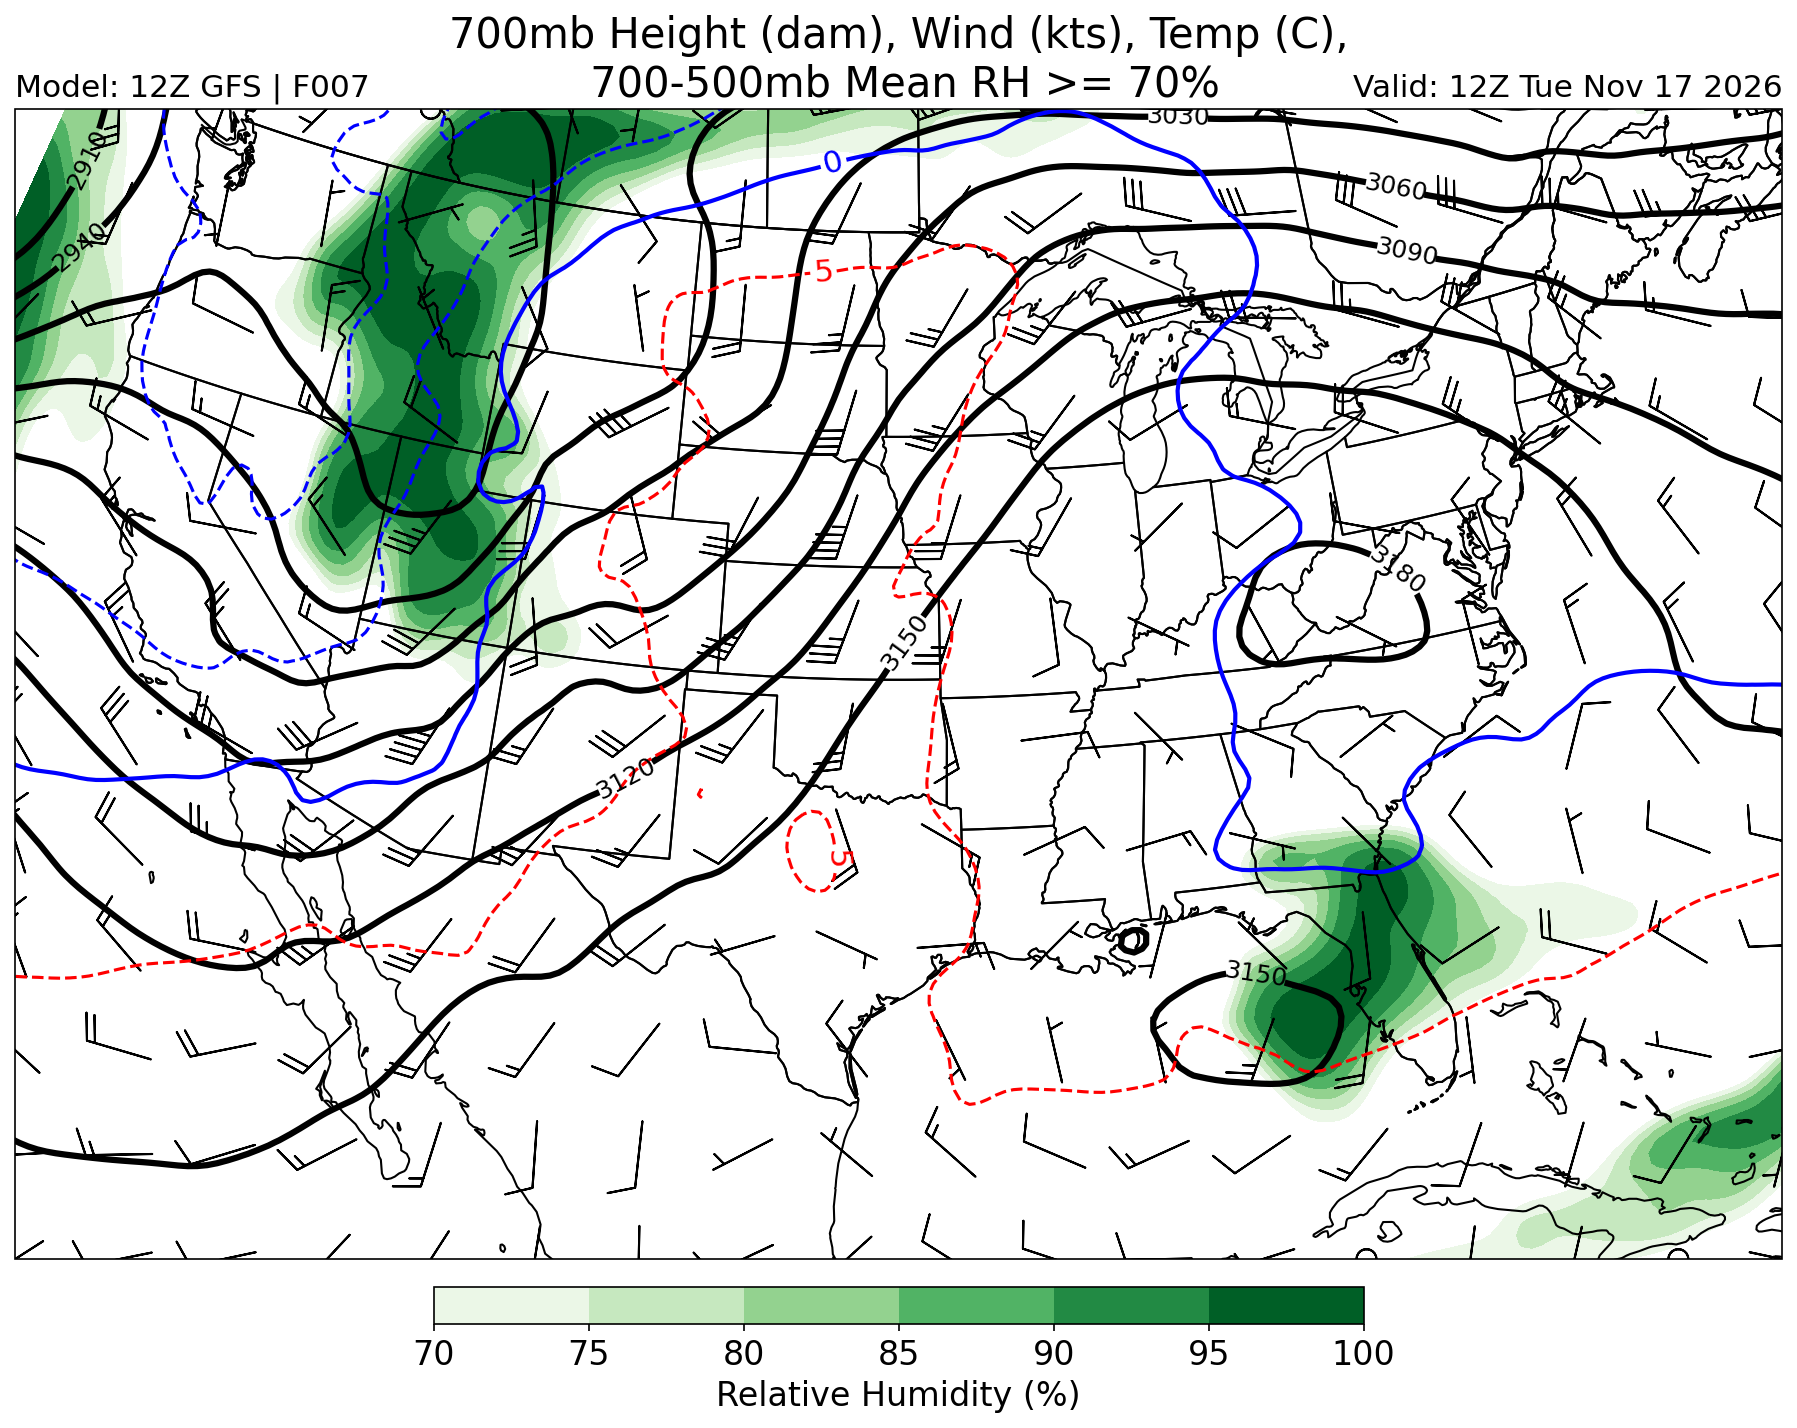 700mb Height (dam), Wind (kts), Temp (C),
Model: 12Z GFS | F007
700-500mb Mean RH >= 70%
Valid: 12Z Tue Nov 17 2026
2910
3030
0
3060
2940
3090
5
3180
3150
3120
5
3150
70 75 80 85 90 95 100
Relative Humidity (%)